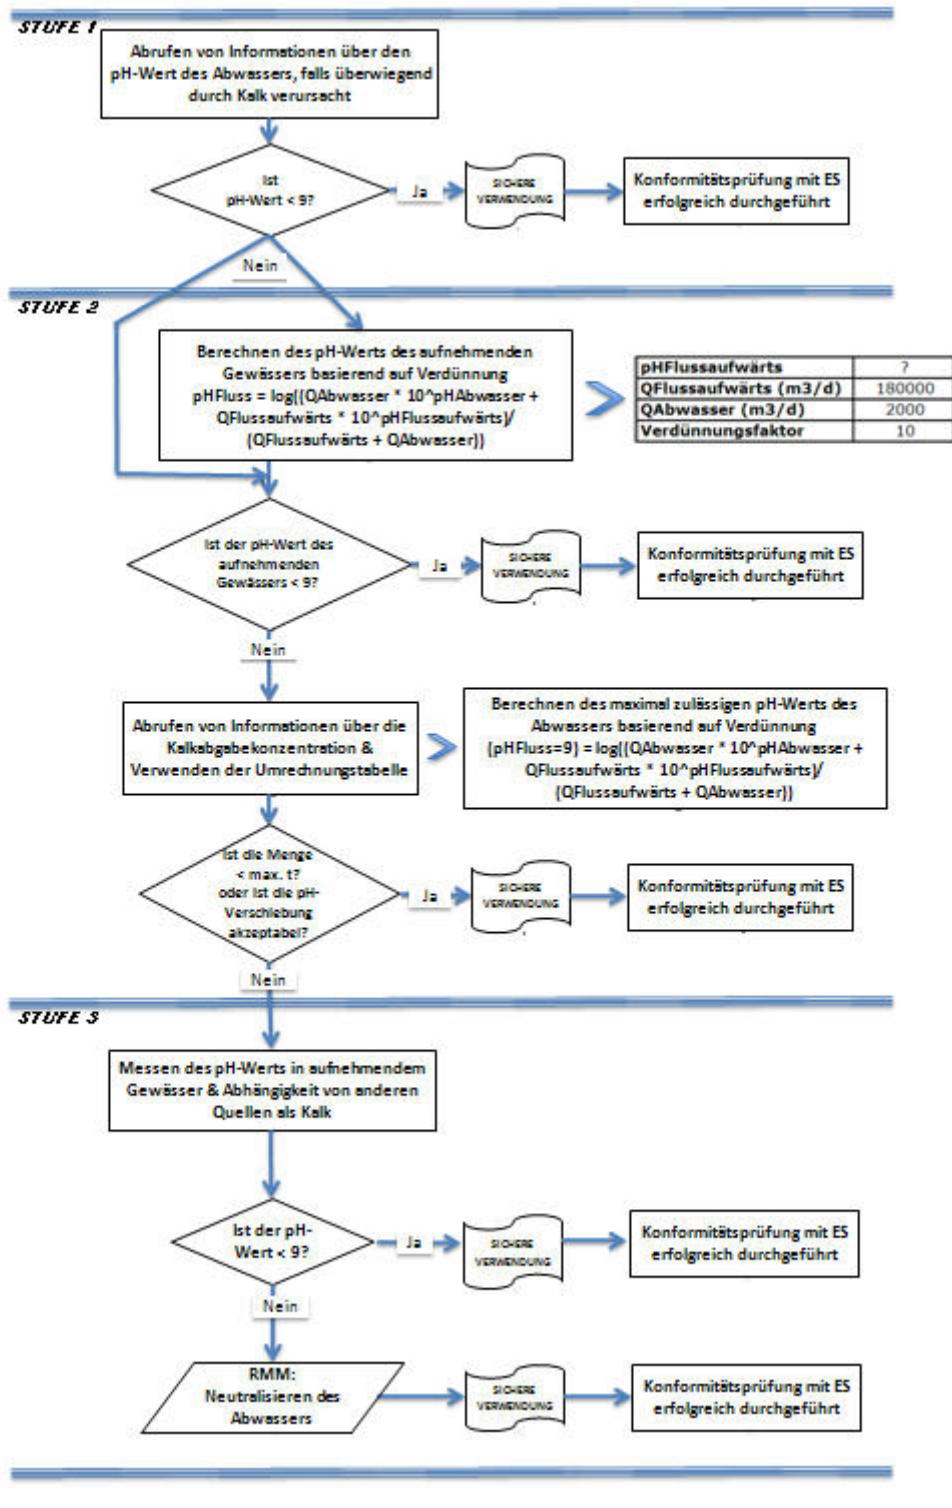 STUFE 1
Abrufen von Informationen über den
pH-Wert des Abwassers, falls überwiegend
durch Kalk verursacht
Ist
pH-Wert < 9?
Ja
SICHERE
VERWENDUNG
Konformitätsprüfung mit ES
erfolgreich durchgeführt
Nein
STUFE 2
Berechnen des pH-Werts des aufnehmenden
Gewässers basierend auf Verdünnung
pHFluss = log((QAbwasser * 10^pHAbwasser +
QFlussaufwärts * 10^pHFlussaufwärts)/
(QFlussaufwärts + QAbwasser))
pHFlussaufwärts ?
QFlussaufwärts (m3/d) 180000
QAbwasser (m3/d) 2000
Verdünnungsfaktor 10
Ist der pH-Wert des
aufnehmenden
Gewässers < 9?
Ja
SICHERE
VERWENDUNG
Konformitätsprüfung mit ES
erfolgreich durchgeführt
Nein
Abrufen von Informationen über die
Kalkabgabekonzentration &
Verwenden der Umrechnungstabelle
Berechnen des maximal zulässigen pH-Werts des
Abwassers basierend auf Verdünnung
(pHFluss=9) = log((QAbwasser * 10^pHAbwasser +
QFlussaufwärts * 10^pHFlussaufwärts)/
(QFlussaufwärts + QAbwasser))
Ist die Menge
< max. t?
oder ist die pH-
Verschiebung
akzeptabel?
Ja
SICHERE
VERWENDUNG
Konformitätsprüfung mit ES
erfolgreich durchgeführt
Nein
STUFE 3
Messen des pH-Werts in aufnehmendem
Gewässer & Abhängigkeit von anderen
Quellen als Kalk
Ist der pH-
Wert < 9?
Ja
SICHERE
VERWENDUNG
Konformitätsprüfung mit ES
erfolgreich durchgeführt
Nein
RMM:
Neutralisieren des
Abwassers
SICHERE
VERWENDUNG
Konformitätsprüfung mit ES
erfolgreich durchgeführt